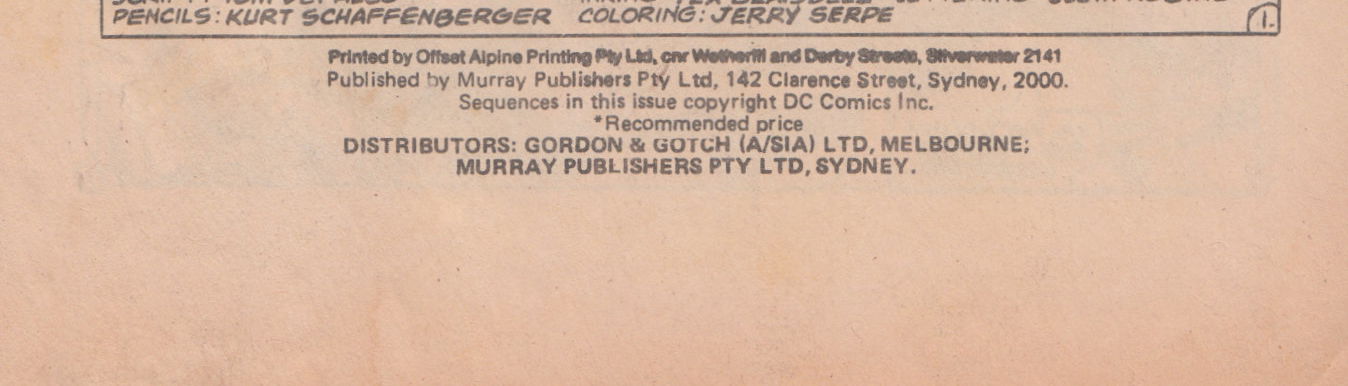 PENCILS: KURT SCHAFFENBERGER COLORING: JERRY SERPE
1.
Printed by Offset Alpine Printing Pty Ltd, cnr Wetherill and Derby Streets, Silverwater 2141
Published by Murray Publishers Pty Ltd, 142 Clarence Street, Sydney, 2000.
Sequences in this issue copyright DC Comics Inc.
*Recommended price
DISTRIBUTORS: GORDON & GOTCH (A/SIA) LTD, MELBOURNE;
MURRAY PUBLISHERS PTY LTD, SYDNEY.